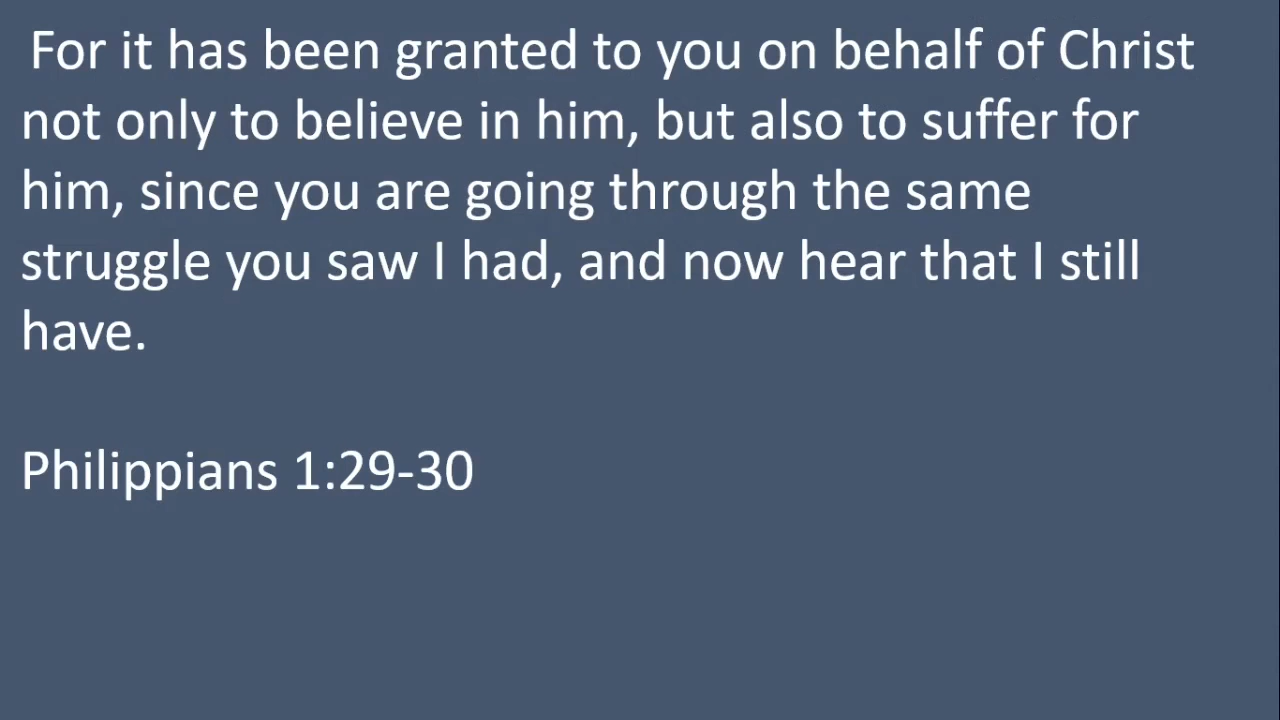 For it has been granted to you on behalf of Christ
not only to believe in him, but also to suffer for
him, since you are going through the same
struggle you saw I had, and now hear that I still
have.
Philippians 1:29-30